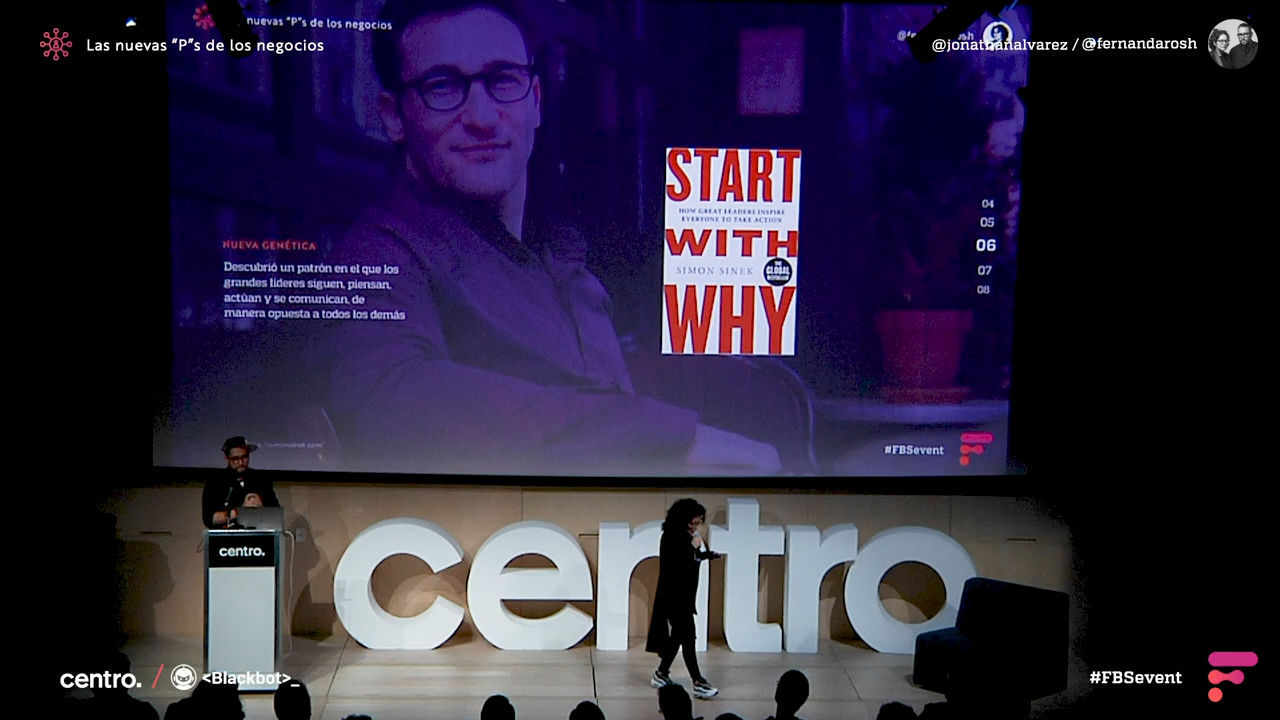 Las nuevas “P”s de los negocios
@jonathanalvarez / @fernandarosh
nuevas “P”s de los negocios
START
HOW GREAT LEADERS INSPIRE
EVERYONE TO TAKE ACTION
WITH
SIMON SINEK
THE
GLOBAL
BESTSELLER
WHY
NUEVA GENÉTICA
Descubrió un patrón en el que los
grandes líderes siguen, piensan,
actúan y se comunican, de
manera opuesta a todos los demás
04
05
06
07
08
#FBSevent
centro.
centro
centro. / <Blackbot>_
#FBSevent